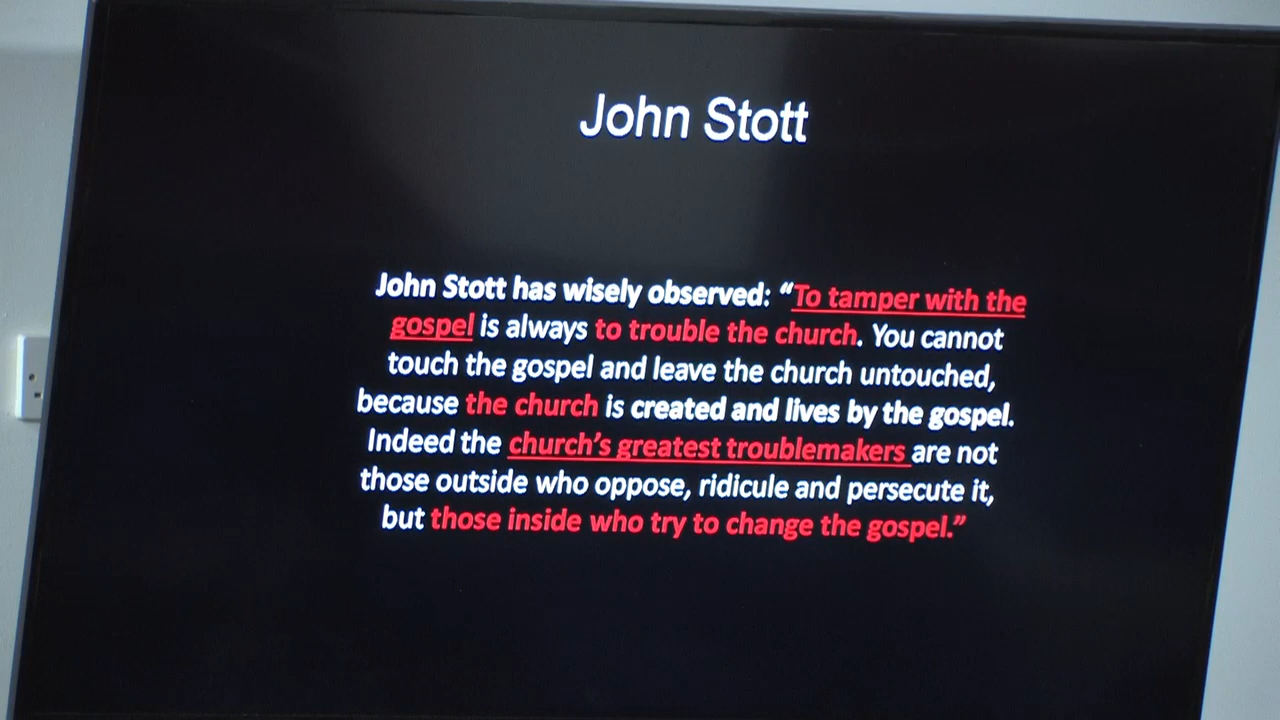 John Stott
John Stott has wisely observed: “To tamper with the
gospel is always to trouble the church. You cannot
touch the gospel and leave the church untouched,
because the church is created and lives by the gospel.
Indeed the church’s greatest troublemakers are not
those outside who oppose, ridicule and persecute it,
but those inside who try to change the gospel.”